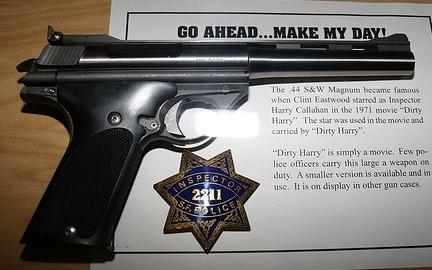 GO AHEAD...MAKE MY DAY!
The .44 S&W Magnum became famous
when Clint Eastwood starred as Inspector
Harry Callahan in the 1971 movie “Dirty
Harry”. The star was used in the movie and
carried by “Dirty Harry”.
“Dirty Harry” is simply a movie. Few po-
lice officers carry this large a weapon on
duty. A smaller version is available and in
use. It is on display in other gun cases.
INSPECTOR
2211
S.F. POLICE